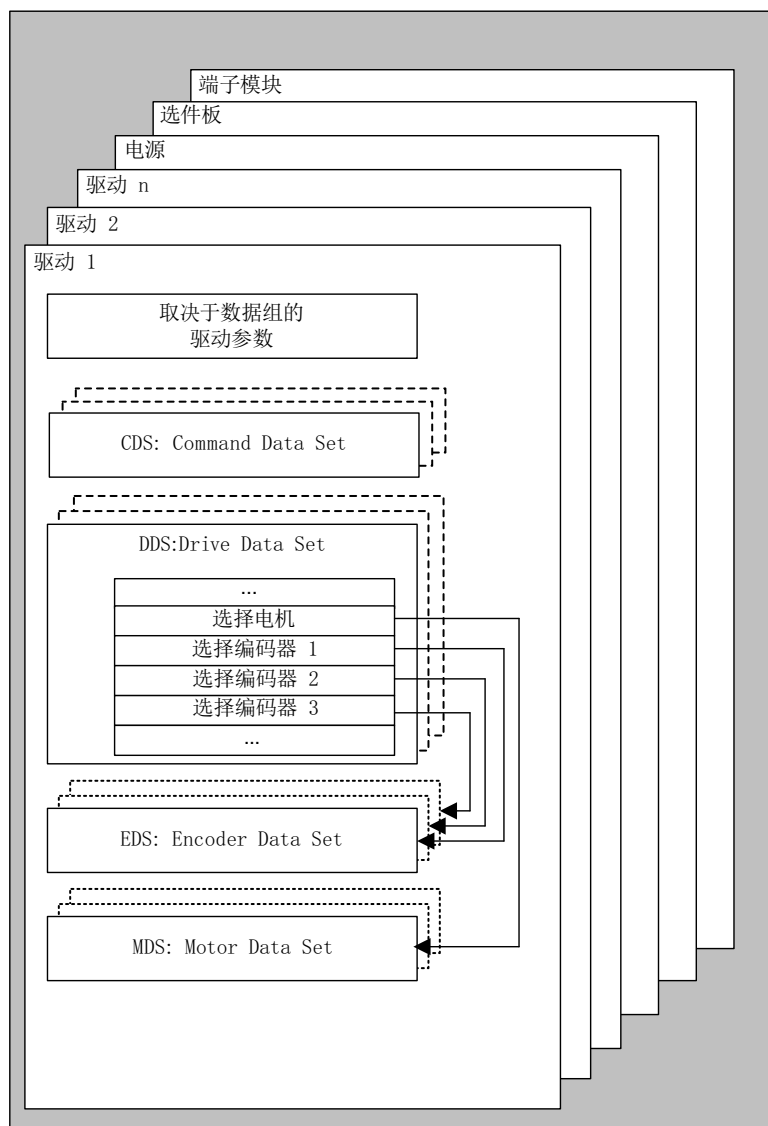 端子模块
选件板
电源
驱动 n
驱动 2
驱动 1
取决于数据组的
驱动参数
CDS: Command Data Set
DDS:Drive Data Set
...
选择电机
选择编码器 1
选择编码器 2
选择编码器 3
...
EDS: Encoder Data Set
MDS: Motor Data Set